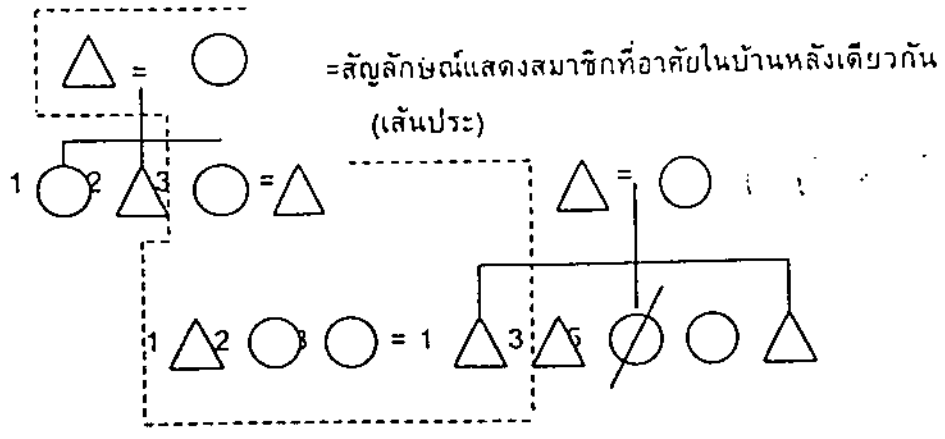 = =สัญลักษณ์แสดงสมาชิกที่อาศัยในบ้านหลังเดียวกัน
(เส้นประ)
1 2 3 = =
1 2 3 = 1 3 5